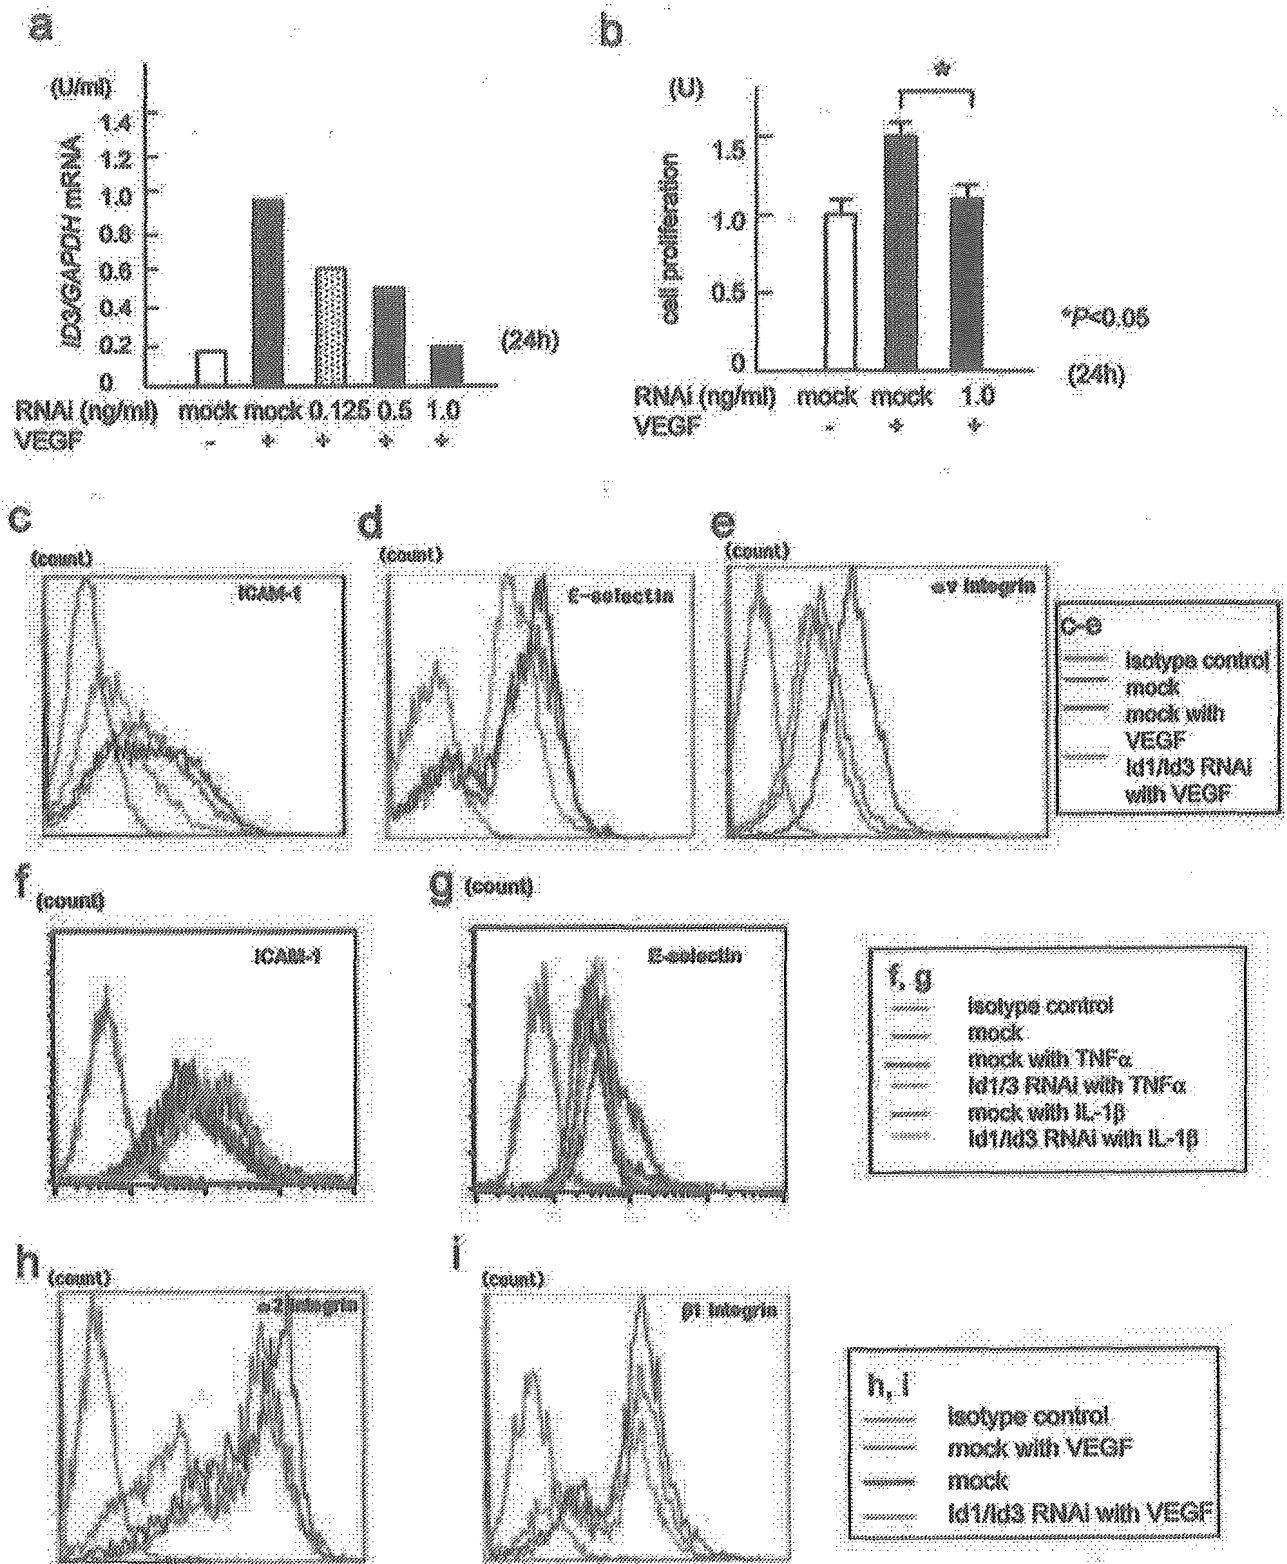 a
(U/ml)
ID3/GAPDH mRNA
1.4
1.2
1.0
0.8
0.6
0.4
0.2
0
(24h)
RNAi (ng/ml) mock mock 0.125 0.5 1.0
VEGF - + + + +
b
(U)
cell proliferation
1.5
1.0
0.5
0
*
*P<0.05
(24h)
RNAi (ng/ml) mock mock 1.0
VEGF - + +
c
(count)
ICAM-1
d
(count)
E-selectin
e
(count)
αv integrin
c-e
isotype control
mock
mock with
VEGF
Id1/Id3 RNAi
with VEGF
f
(count)
ICAM-1
g
(count)
E-selectin
f, g
isotype control
mock
mock with TNFα
Id1/3 RNAi with TNFα
mock with IL-1β
Id1/Id3 RNAi with IL-1β
h
(count)
α2 integrin
i
(count)
β1 integrin
h, i
isotype control
mock with VEGF
mock
Id1/Id3 RNAi with VEGF